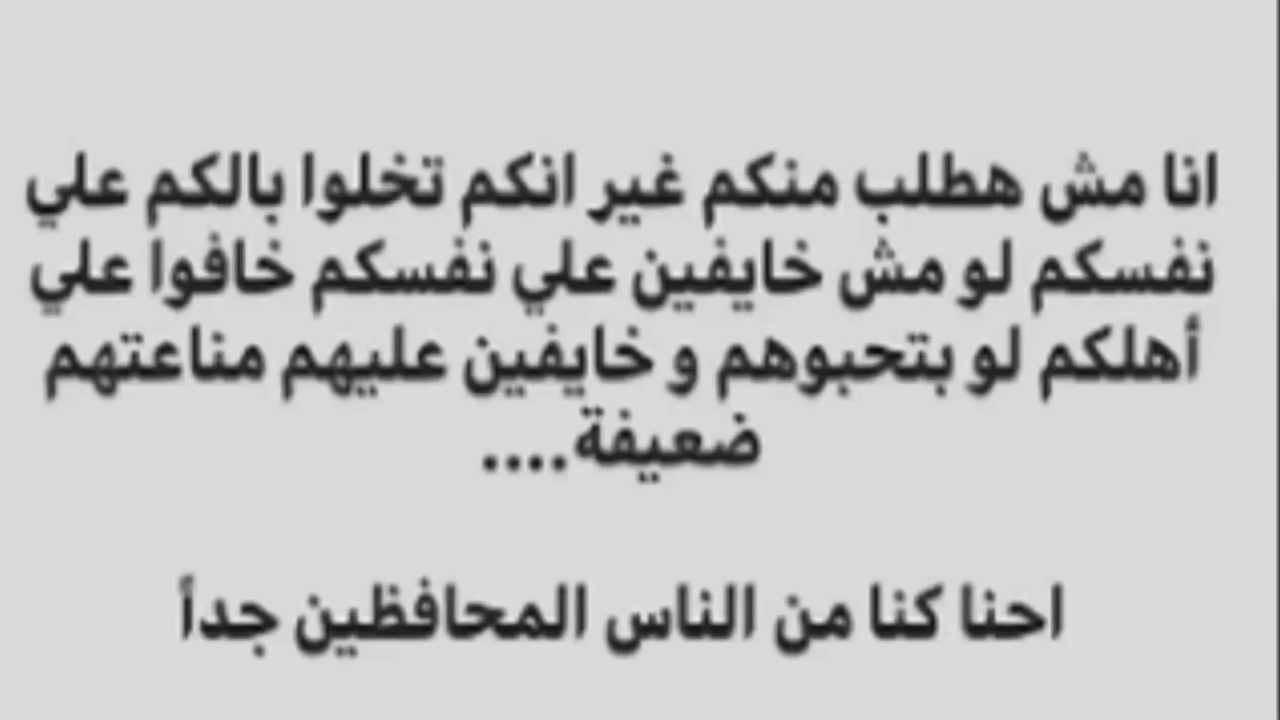 انا مش هطلب منكم غير انكم تخلوا بالكم علي
نفسكم لو مش خايفين علي نفسكم خافوا علي
أهلكم لو بتحبوهم و خايفين عليهم مناعتهم
ضعيفة....
احنا كنا من الناس المحافظين جداً